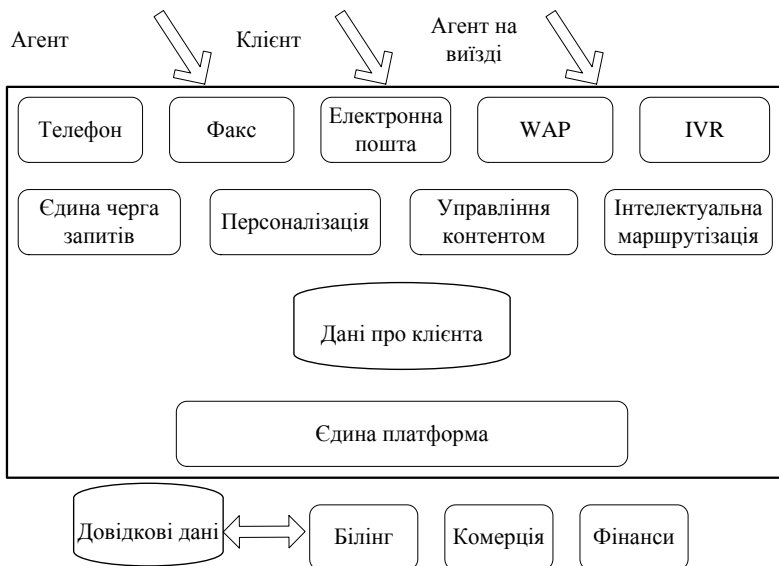 Агент
Клієнт
Агент на
виїзді
Телефон
Факс
Електронна
пошта
WAP
IVR
Єдина черга
запитів
Персоналізація
Управління
контентом
Інтелектуальна
маршрутізація
Дані про клієнта
Єдина платформа
Довідкові дані
Білінг
Комерція
Фінанси